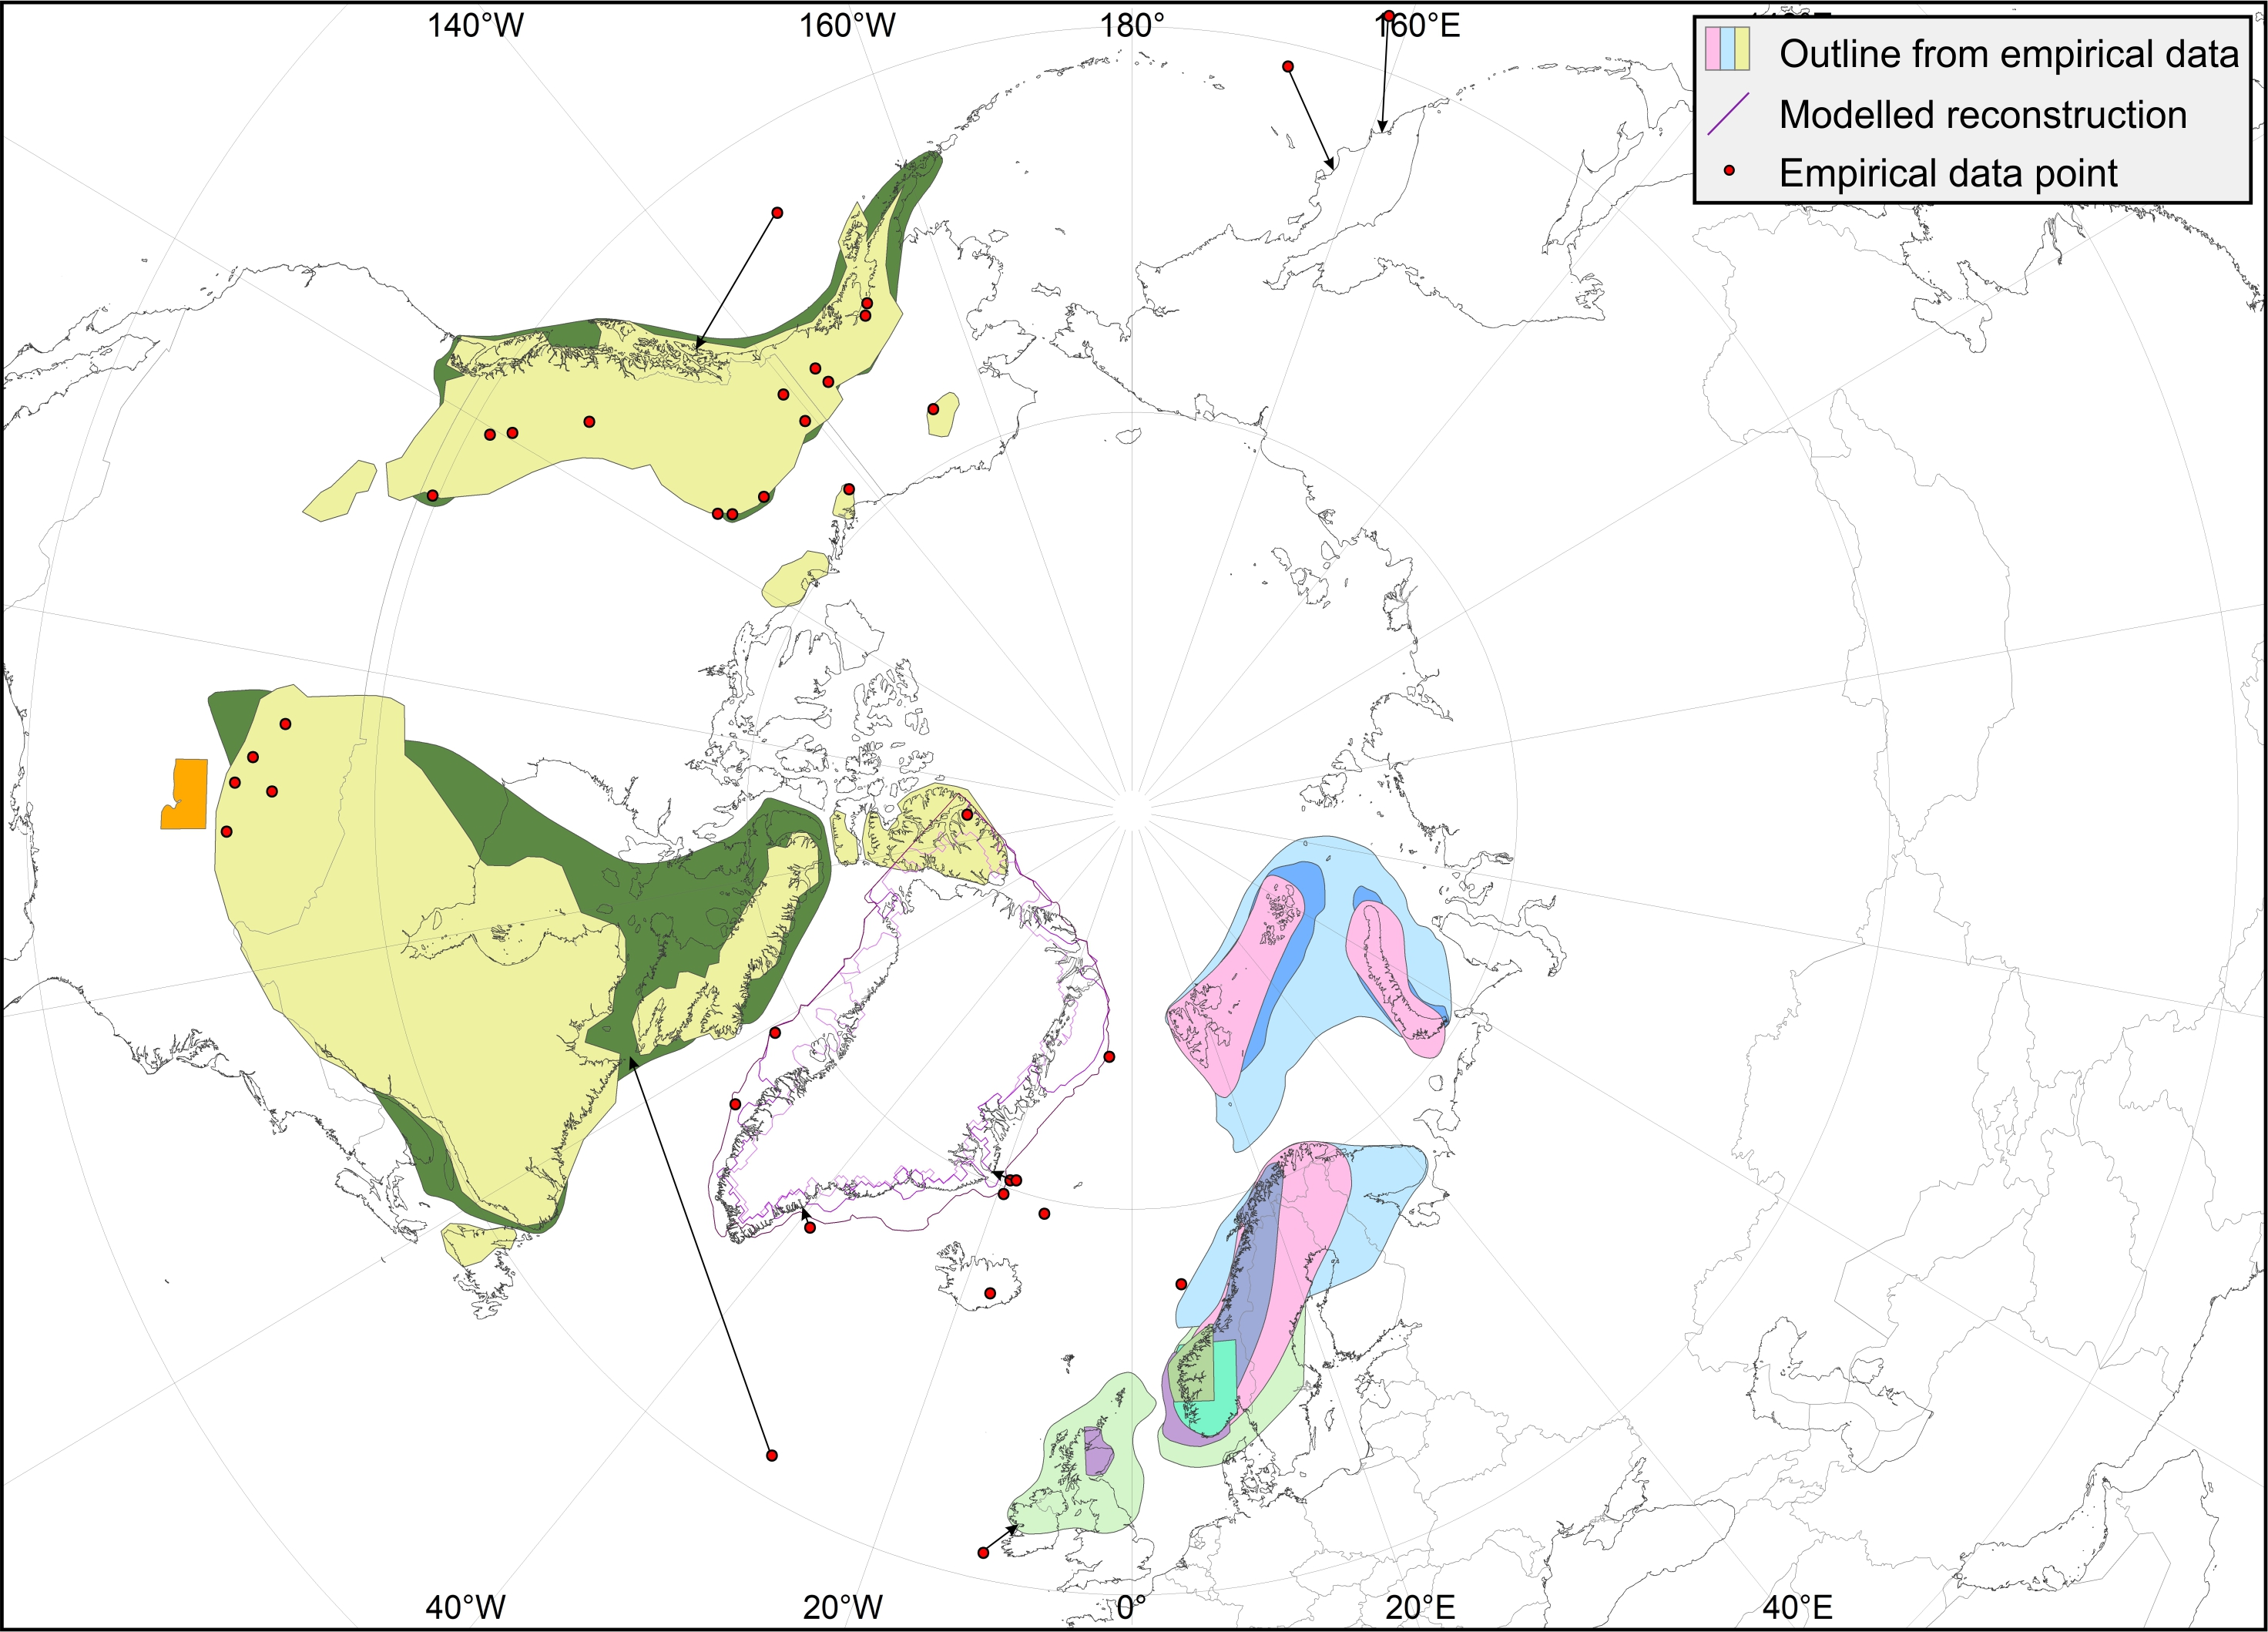 140°W 160°W 180° 160°E
Outline from empirical data
Modelled reconstruction
Empirical data point
40°W 20°W 0° 20°E 40°E